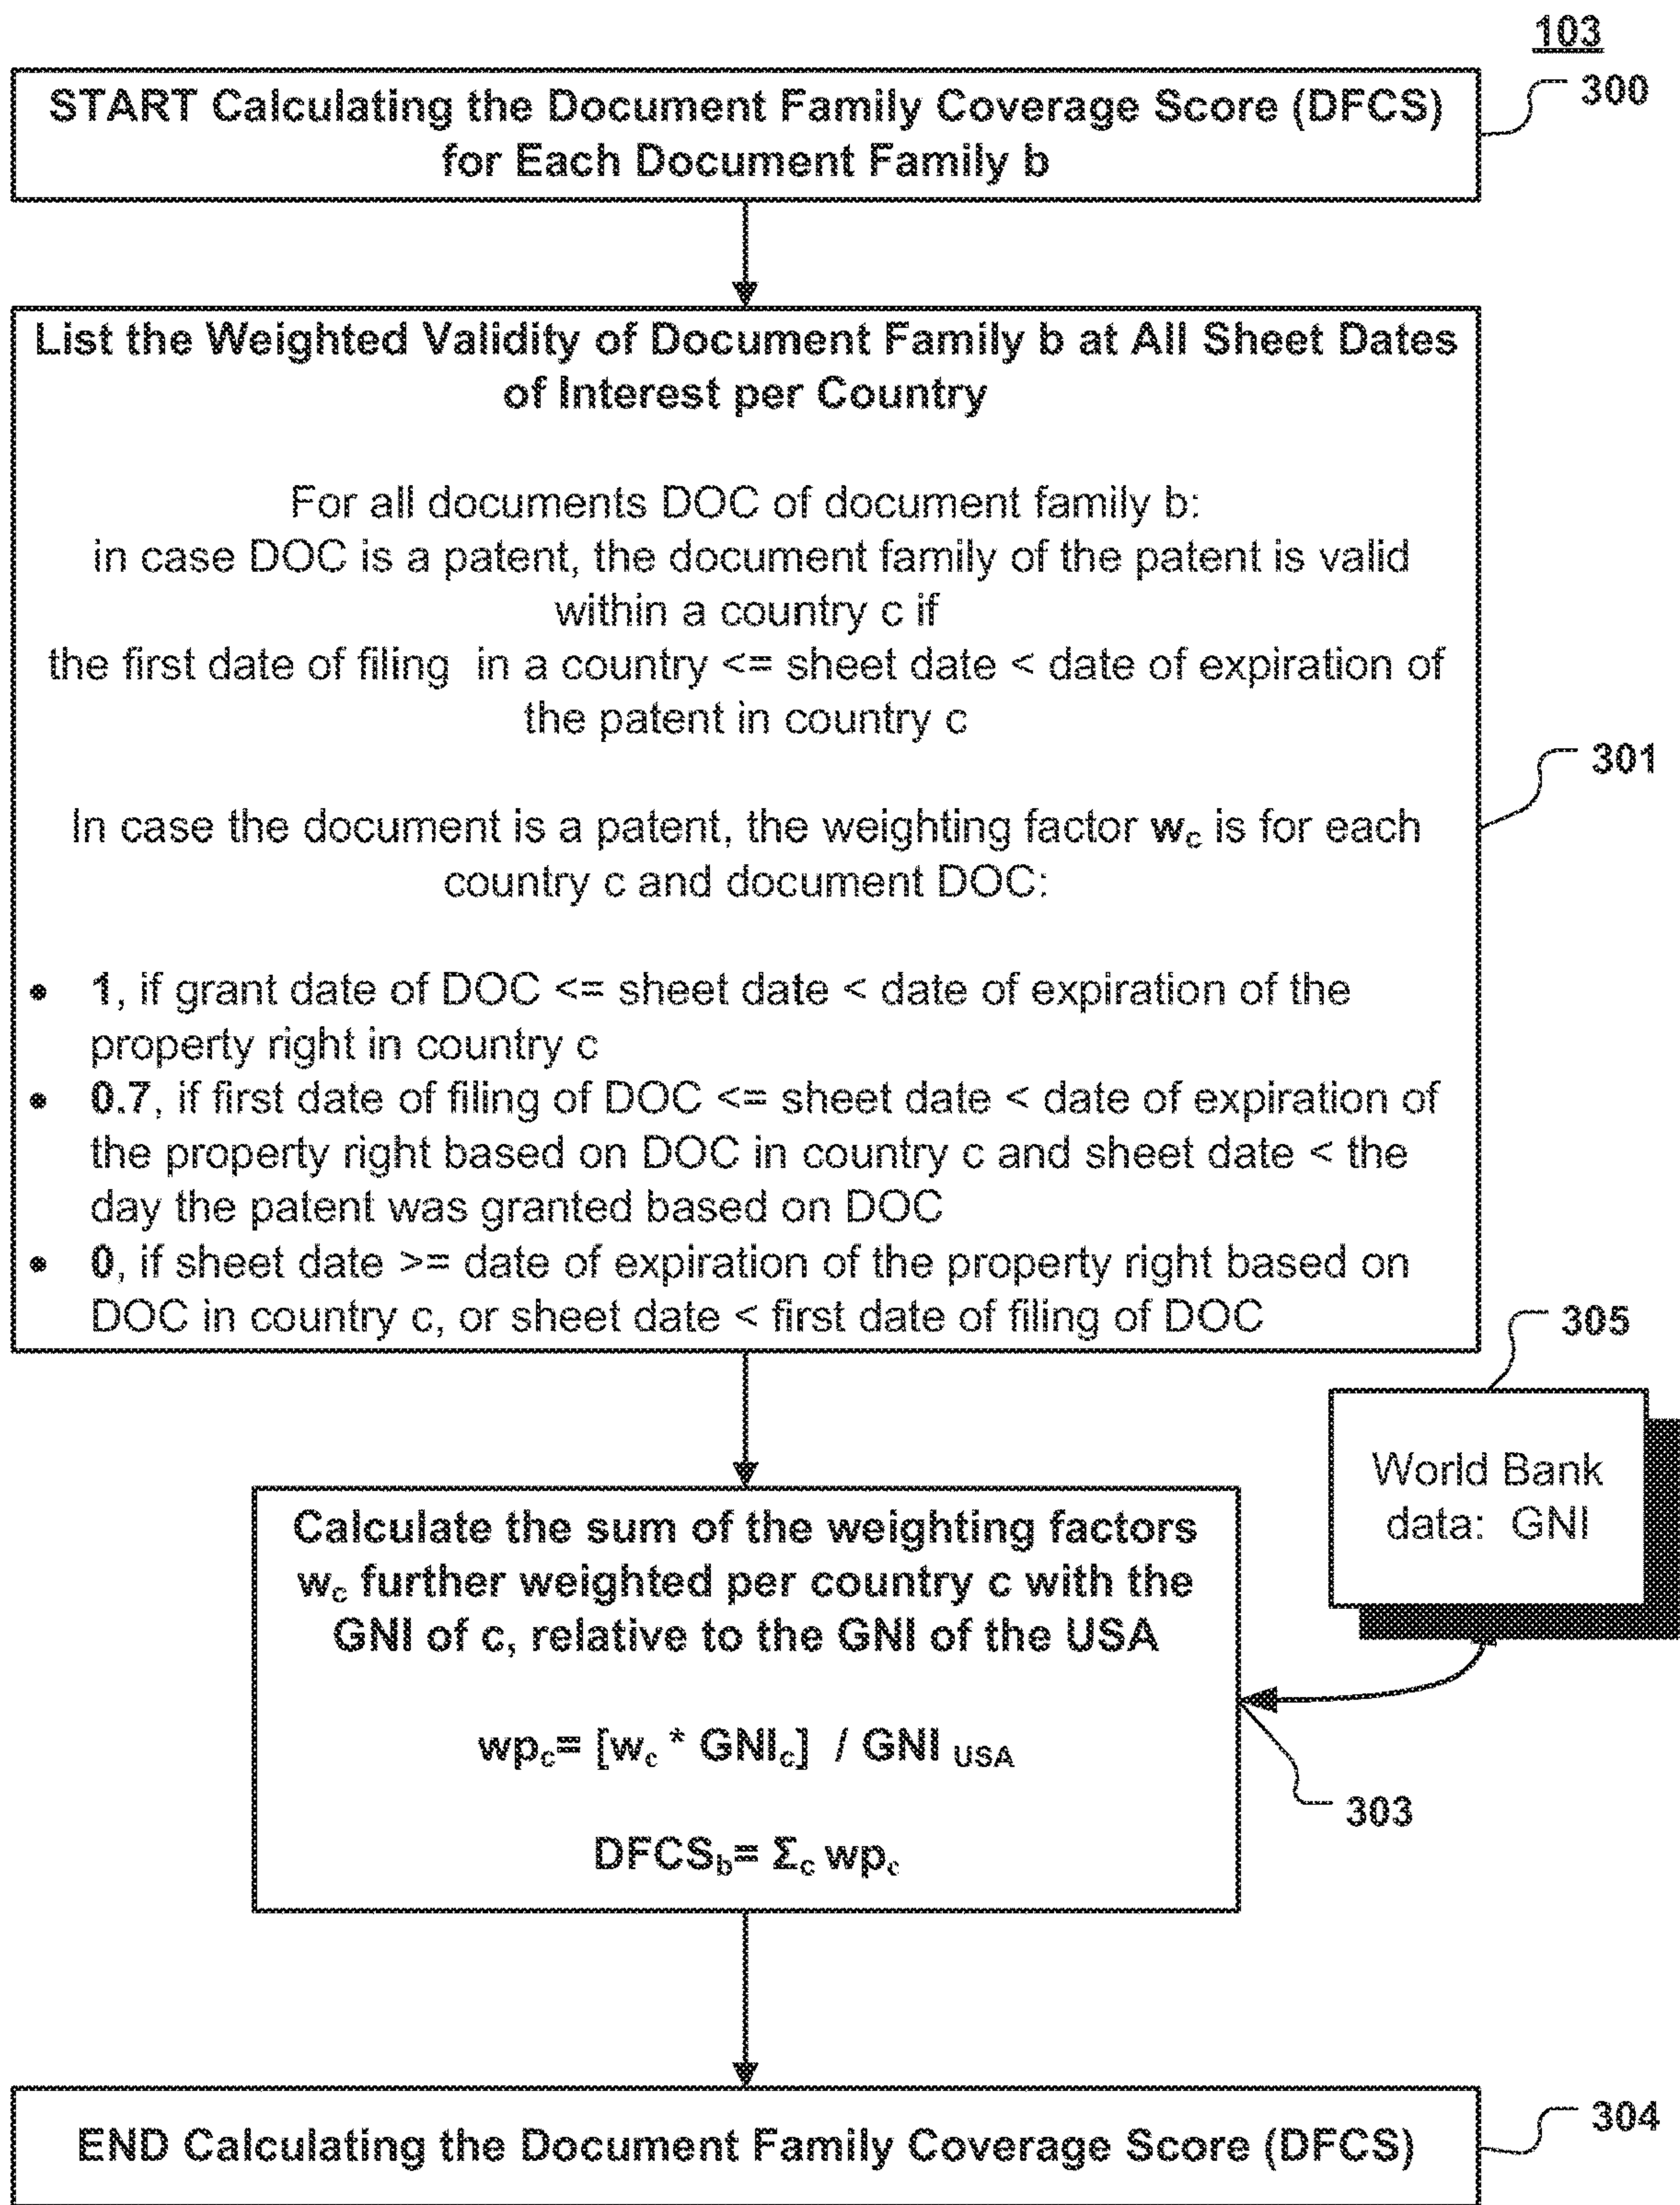 103
START Calculating the Document Family Coverage Score (DFCS)
for Each Document Family b
300
List the Weighted Validity of Document Family b at All Sheet Dates
of Interest per Country
For all documents DOC of document family b:
in case DOC is a patent, the document family of the patent is valid
within a country c if
the first date of filing in a country <= sheet date < date of expiration of
the patent in country c
301
In case the document is a patent, the weighting factor w_c is for each
country c and document DOC:
• 1, if grant date of DOC <= sheet date < date of expiration of the
property right in country c
• 0.7, if first date of filing of DOC <= sheet date < date of expiration of
the property right based on DOC in country c and sheet date < the
day the patent was granted based on DOC
• 0, if sheet date >= date of expiration of the property right based on
DOC in country c, or sheet date < first date of filing of DOC
305
World Bank
data: GNI
Calculate the sum of the weighting factors
w_c further weighted per country c with the
GNI of c, relative to the GNI of the USA
wp_c= [w_c * GNI_c] / GNI_USA
303
DFCS_b= Σ_c wp_c
END Calculating the Document Family Coverage Score (DFCS)
304